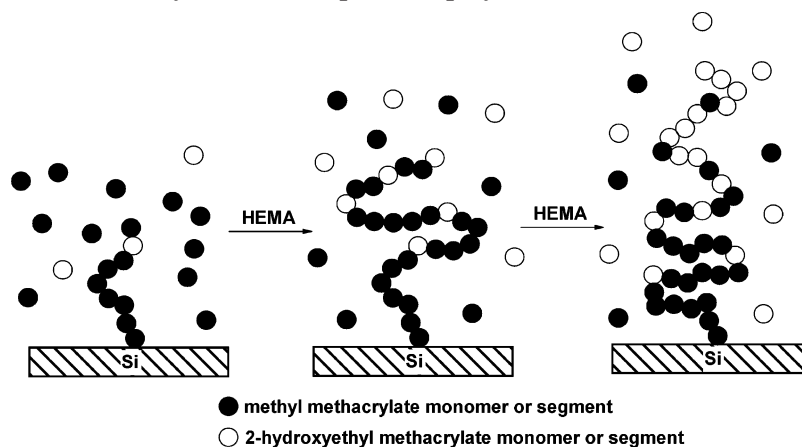 HEMA
HEMA
Si
Si
Si
methyl methacrylate monomer or segment
2-hydroxyethyl methacrylate monomer or segment